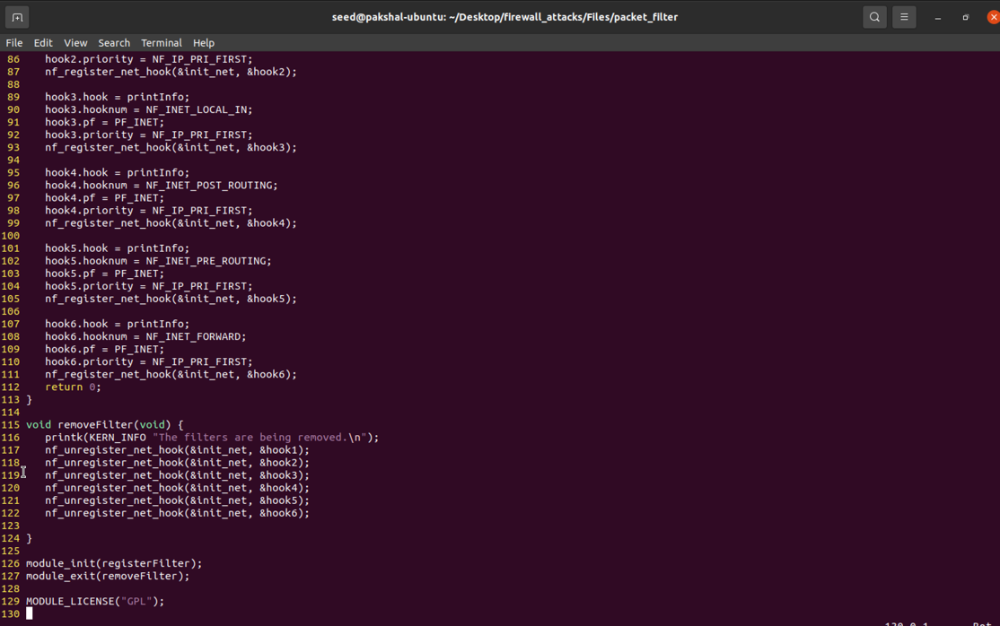 seed@pakshal-ubuntu: ~/Desktop/firewall_attacks/Files/packet_filter
File Edit View Search Terminal Help
86 hook2.priority = NF_IP_PRI_FIRST;
87 nf_register_net_hook(&init_net, &hook2);
88
89 hook3.hook = printInfo;
90 hook3.hooknum = NF_INET_LOCAL_IN;
91 hook3.pf = PF_INET;
92 hook3.priority = NF_IP_PRI_FIRST;
93 nf_register_net_hook(&init_net, &hook3);
94
95 hook4.hook = printInfo;
96 hook4.hooknum = NF_INET_POST_ROUTING;
97 hook4.pf = PF_INET;
98 hook4.priority = NF_IP_PRI_FIRST;
99 nf_register_net_hook(&init_net, &hook4);
100
101 hook5.hook = printInfo;
102 hook5.hooknum = NF_INET_PRE_ROUTING;
103 hook5.pf = PF_INET;
104 hook5.priority = NF_IP_PRI_FIRST;
105 nf_register_net_hook(&init_net, &hook5);
106
107 hook6.hook = printInfo;
108 hook6.hooknum = NF_INET_FORWARD;
109 hook6.pf = PF_INET;
110 hook6.priority = NF_IP_PRI_FIRST;
111 nf_register_net_hook(&init_net, &hook6);
112 return 0;
113 }
114
115 void removeFilter(void) {
116 printk(KERN_INFO "The filters are being removed.\n");
117 nf_unregister_net_hook(&init_net, &hook1);
118 nf_unregister_net_hook(&init_net, &hook2);
119 nf_unregister_net_hook(&init_net, &hook3);
120 nf_unregister_net_hook(&init_net, &hook4);
121 nf_unregister_net_hook(&init_net, &hook5);
122 nf_unregister_net_hook(&init_net, &hook6);
123
124 }
125
126 module_init(registerFilter);
127 module_exit(removeFilter);
128
129 MODULE_LICENSE("GPL");
130